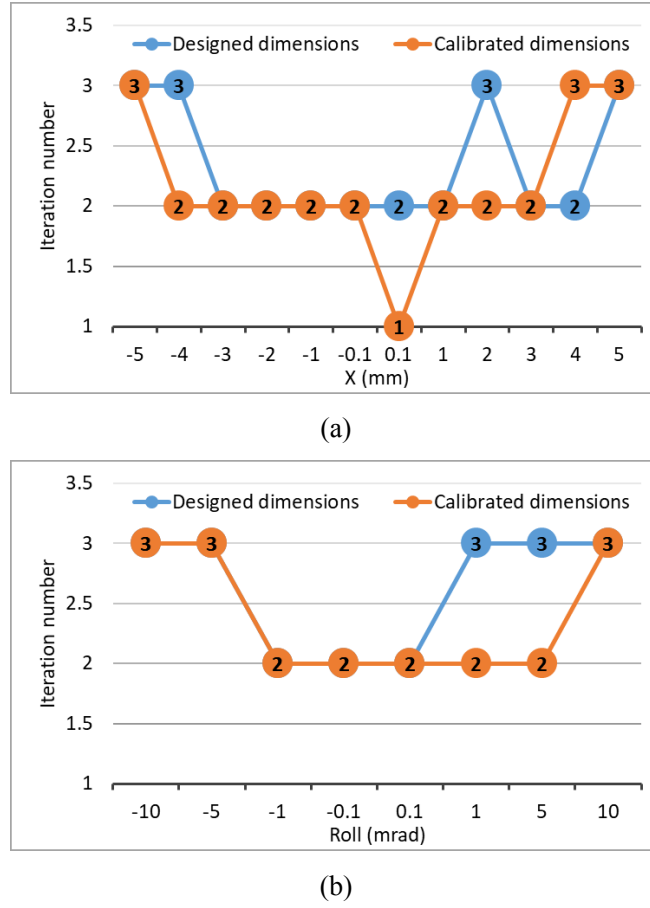 3.5
Designed dimensions Calibrated dimensions
3 3 3 3 3 3
2.5
2 2 2 2 2 2 2 2 2 2 2
1.5
1 1
-5 -4 -3 -2 -1 -0.1 0.1 1 2 3 4 5
X (mm)
Iteration number
(a)
3.5
Designed dimensions Calibrated dimensions
3 3 3 3 3 3
2.5
2 2 2 2 2 2
1.5
1
-10 -5 -1 -0.1 0.1 1 5 10
Roll (mrad)
Iteration number
(b)